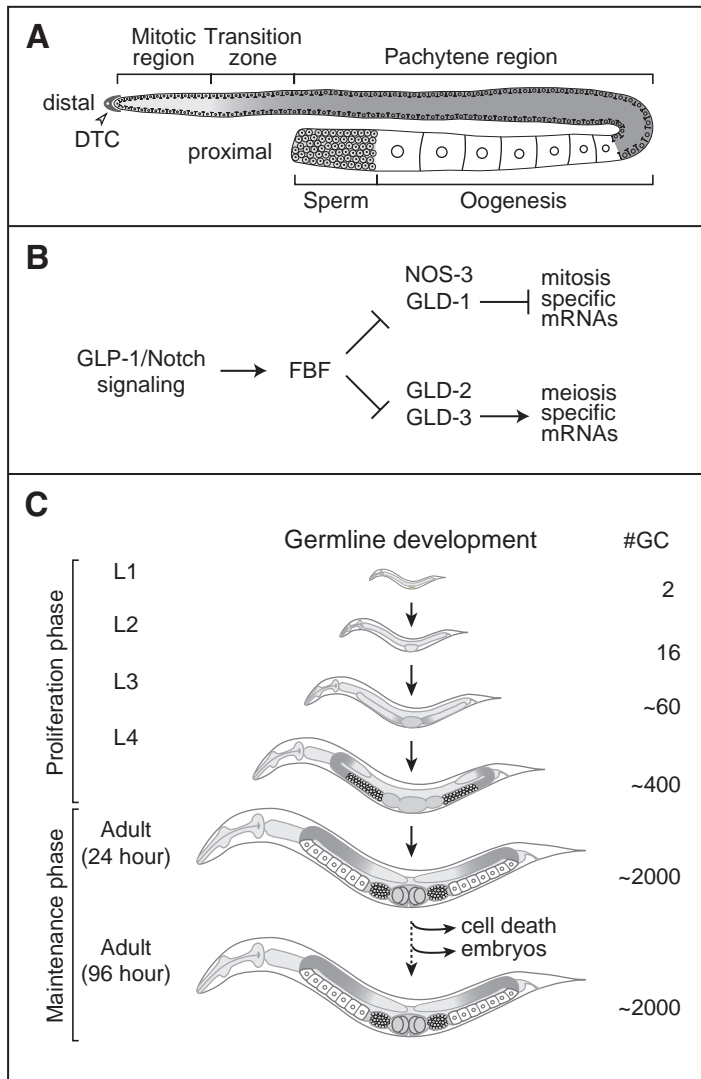 A
Mitotic region
Transition zone
Pachytene region
distal
DTC
proximal
Sperm
Oogenesis
B
GLP-1/Notch
signaling
FBF
NOS-3
GLD-1
mitosis
specific
mRNAs
GLD-2
GLD-3
meiosis
specific
mRNAs
C
Germline development
#GC
Proliferation phase
L1
2
L2
16
L3
~60
L4
~400
Maintenance phase
Adult
(24 hour)
~2000
cell death
embryos
Adult
(96 hour)
~2000